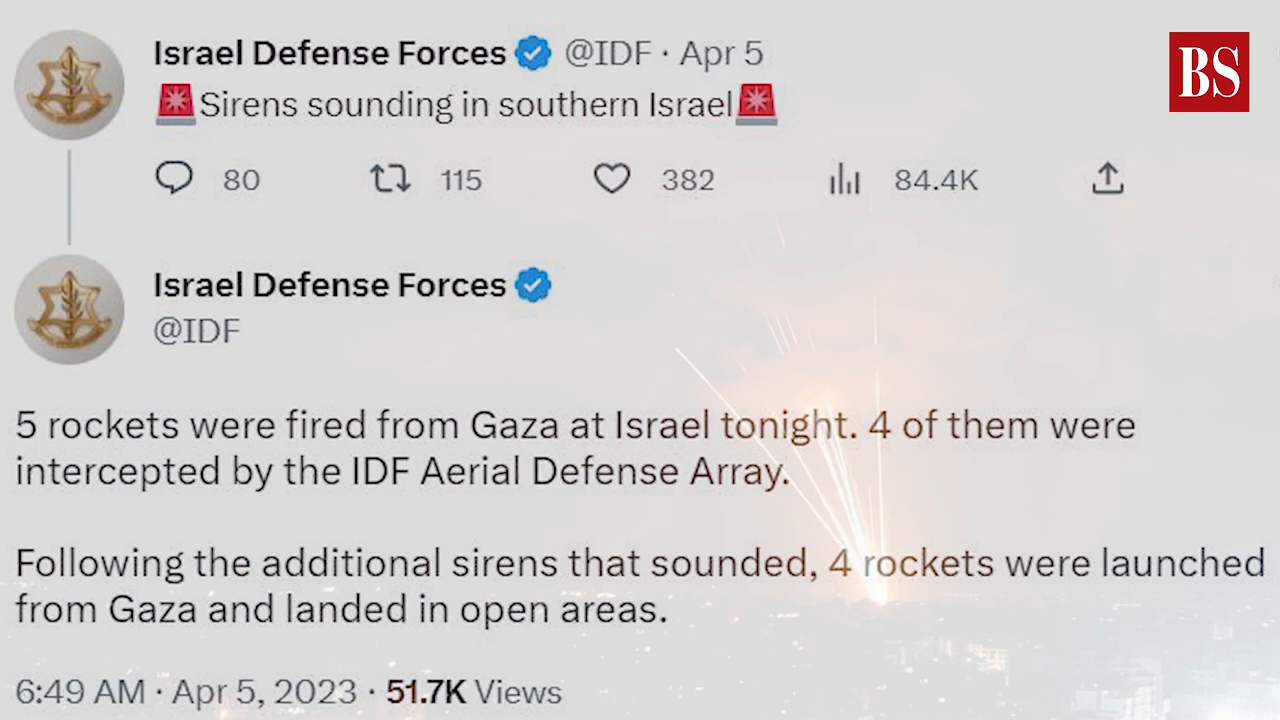 Israel Defense Forces @IDF · Apr 5
🚨Sirens sounding in southern Israel🚨
80 115 382 84.4K
BS
Israel Defense Forces
@IDF
5 rockets were fired from Gaza at Israel tonight. 4 of them were
intercepted by the IDF Aerial Defense Array.
Following the additional sirens that sounded, 4 rockets were launched
from Gaza and landed in open areas.
6:49 AM · Apr 5, 2023 · 51.7K Views